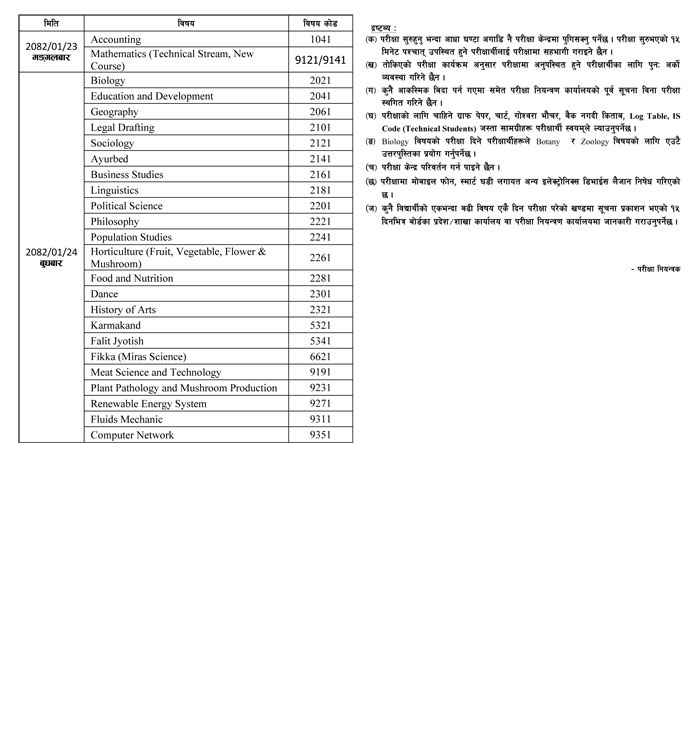 मिति विषय विषय कोड
2082/01/23
मङ्गलबार
Accounting 1041
Mathematics (Technical Stream, New
Course) 9121/9141
2082/01/24
बुधबार
Biology 2021
Education and Development 2041
Geography 2061
Legal Drafting 2101
Sociology 2121
Ayurbed 2141
Business Studies 2161
Linguistics 2181
Political Science 2201
Philosophy 2221
Population Studies 2241
Horticulture (Fruit, Vegetable, Flower &
Mushroom) 2261
Food and Nutrition 2281
Dance 2301
History of Arts 2321
Karmakand 5321
Falit Jyotish 5341
Fikka (Miras Science) 6621
Meat Science and Technology 9191
Plant Pathology and Mushroom Production 9231
Renewable Energy System 9271
Fluids Mechanic 9311
Computer Network 9351
द्रष्टव्य :
(क) परीक्षा सुरुहुनु भन्दा आधा घण्टा अगाडि नै परीक्षा केन्द्रमा पुगिसक्नु पर्नेछ । परीक्षा सुरुभएको १५
मिनेट पश्चात् उपस्थित हुने परीक्षार्थीलाई परीक्षामा सहभागी गराइने छैन ।
(ख) तोकिएको परीक्षा कार्यक्रम अनुसार परीक्षामा अनुपस्थित हुने परीक्षार्थीका लागि पुन: अर्को
व्यवस्था गरिने छैन ।
(ग) कुनै आकस्मिक बिदा पर्न गएमा समेत परीक्षा नियन्त्रण कार्यालयको पूर्व सूचना विना परीक्षा
स्थगित गरिने छैन ।
(घ) परीक्षाको लागि चाहिने ग्राफ पेपर, चार्ट, गोश्वरा भौचर, बैंक नगदी किताब, Log Table, IS
Code (Technical Students) जस्ता सामग्रीहरू परीक्षार्थी स्वयम्‌ले ल्याउनुपर्नेछ ।
(ङ) Biology विषयको परीक्षा दिने परीक्षार्थीहरूले Botany र Zoology विषयको लागि एउटै
उत्तरपुस्तिका प्रयोग गर्नुपर्नेछ ।
(च) परीक्षा केन्द्र परिवर्तन गर्न पाइने छैन ।
(छ) परीक्षामा मोबाइल फोन, स्मार्ट घडी लगायत अन्य इलेक्ट्रोनिक्स डिभाईस लैजान निषेध गरिएको
छ ।
(ज) कुनै विद्यार्थीको एकभन्दा बढी विषय एकै दिन परीक्षा परेको खण्डमा सूचना प्रकाशन भएको १५
दिनभित्र बोर्डका प्रदेश/शाखा कार्यालय वा परीक्षा नियन्त्रण कार्यालयमा जानकारी गराउनुपर्नेछ ।
- परीक्षा नियन्त्रक